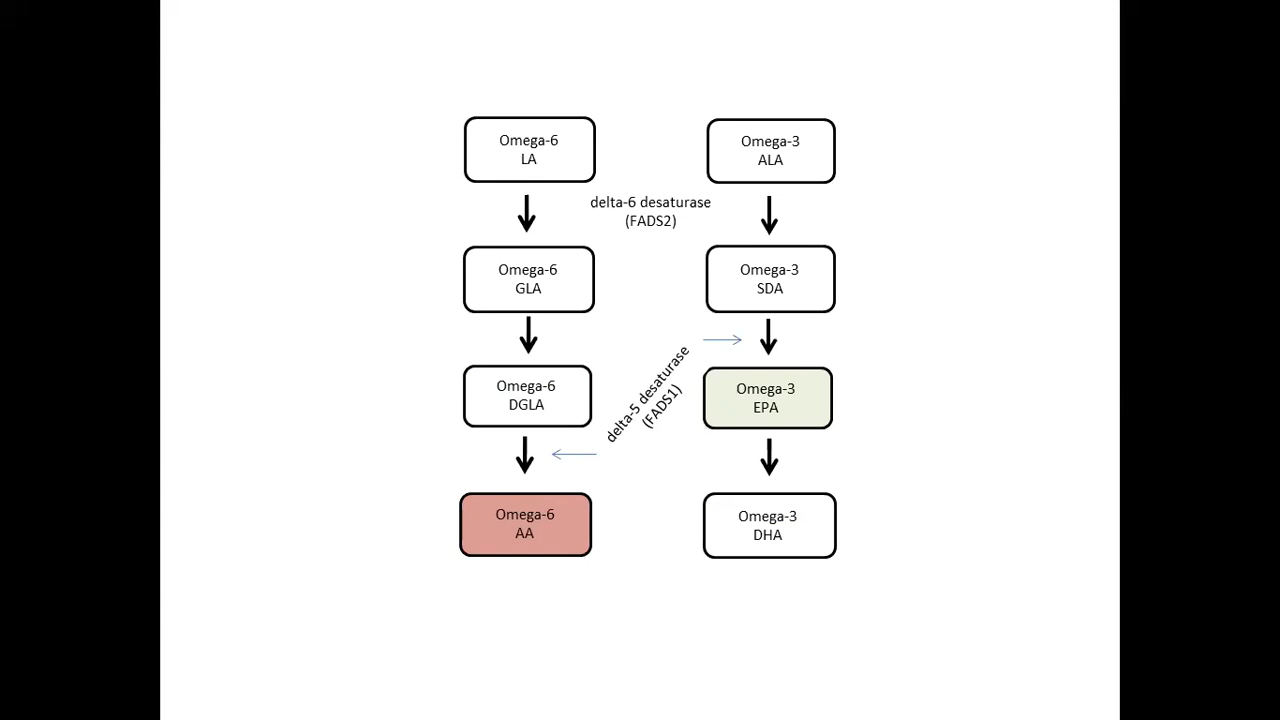 Omega-6
LA
Omega-3
ALA
delta-6 desaturase
(FADS2)
Omega-6
GLA
Omega-3
SDA
delta-5 desaturase
(FADS1)
Omega-6
DGLA
Omega-3
EPA
Omega-6
AA
Omega-3
DHA